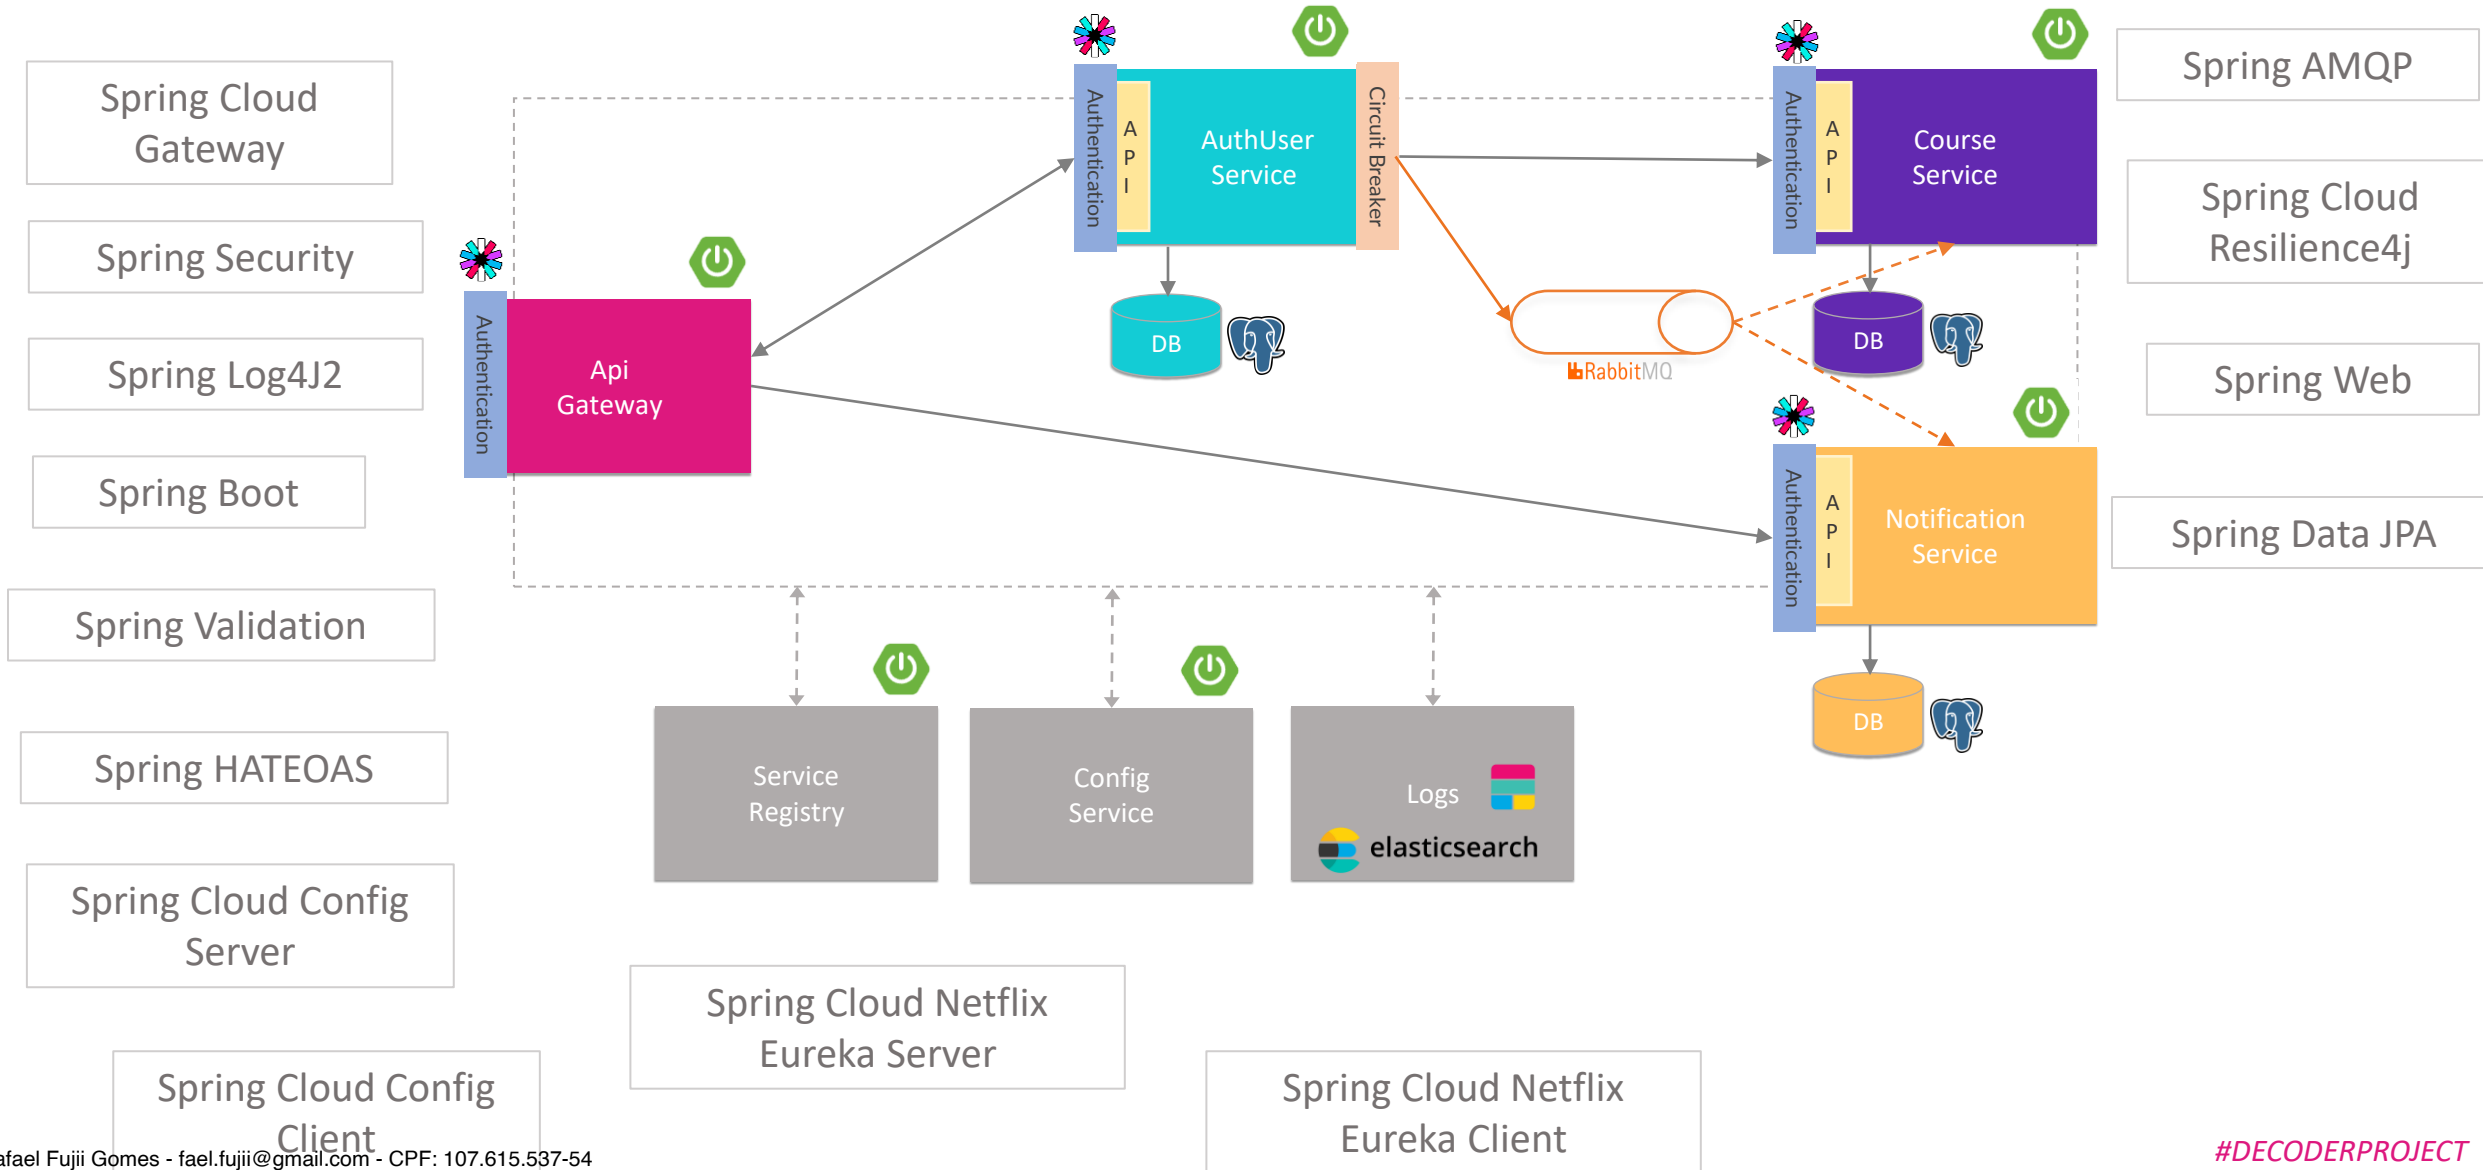 Spring Cloud
Gateway
Spring Security
Spring Log4J2
Spring Boot
Spring Validation
Spring HATEOAS
Spring Cloud Config
Server
Spring Cloud Config
Client
Authentication
Api
Gateway
Authentication
A
P
I
AuthUser
Service
Circuit Breaker
DB
RabbitMQ
Authentication
A
P
I
Course
Service
DB
Authentication
A
P
I
Notification
Service
DB
Service
Registry
Config
Service
Logs
elasticsearch
Spring Cloud Netflix
Eureka Server
Spring Cloud Netflix
Eureka Client
Spring AMQP
Spring Cloud
Resilience4j
Spring Web
Spring Data JPA
afael Fujii Gomes - fael.fujii@gmail.com - CPF: 107.615.537-54
#DECODERPROJECT